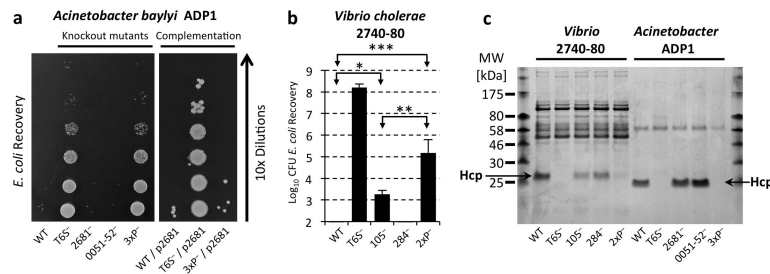 a
Acinetobacter baylyi ADP1
Knockout mutants
Complementation
E. coli Recovery
10x Dilutions
WT
T6S⁻
2681⁻
0051-52⁻
3xP⁻
WT / p2681
T6S⁻/ p2681
3xP⁻/ p2681
b
Vibrio cholerae
2740-80
***
*
**
Log₁₀ CFU E. coli Recovery
9
8
7
6
5
4
3
2
WT
T6S⁻
105⁻
284⁻
2xP⁻
c
Vibrio
2740-80
Acinetobacter
ADP1
MW
[kDa]
175
80
58
46
30
25
Hcp
Hcp
WT
T6S⁻
105⁻
284⁻
2xP⁻
WT
T6S⁻
2681⁻
0051-52⁻
3xP⁻